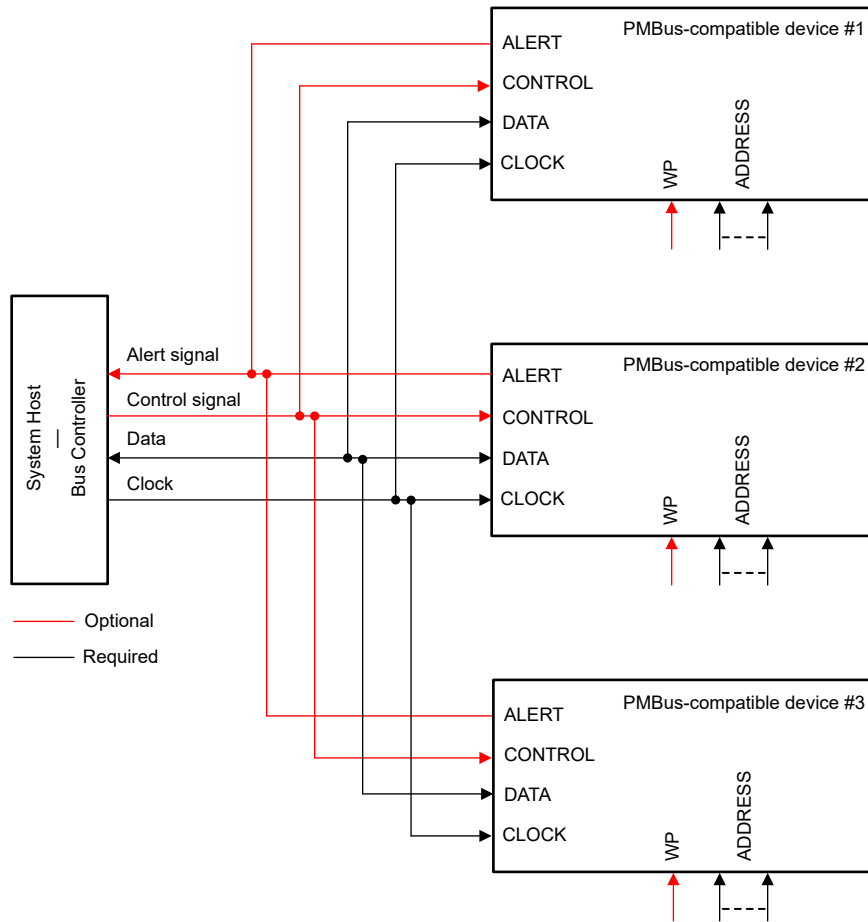 PMBus-compatible device #1
ALERT
CONTROL
DATA
CLOCK
WP
ADDRESS
System Host
—
Bus Controller
Alert signal
Control signal
Data
Clock
PMBus-compatible device #2
ALERT
CONTROL
DATA
CLOCK
WP
ADDRESS
Optional
Required
PMBus-compatible device #3
ALERT
CONTROL
DATA
CLOCK
WP
ADDRESS